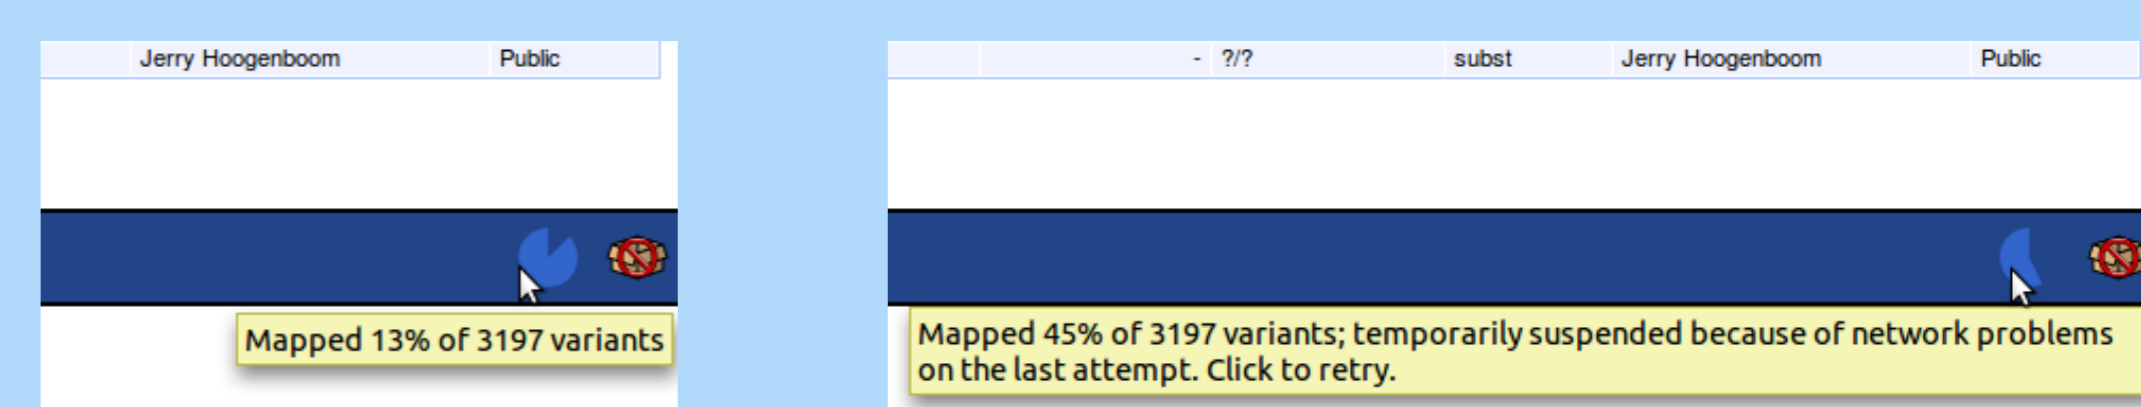 Jerry Hoogenboom Public
Mapped 13% of 3197 variants
- ?/? subst Jerry Hoogenboom Public
Mapped 45% of 3197 variants; temporarily suspended because of network problems
on the last attempt. Click to retry.